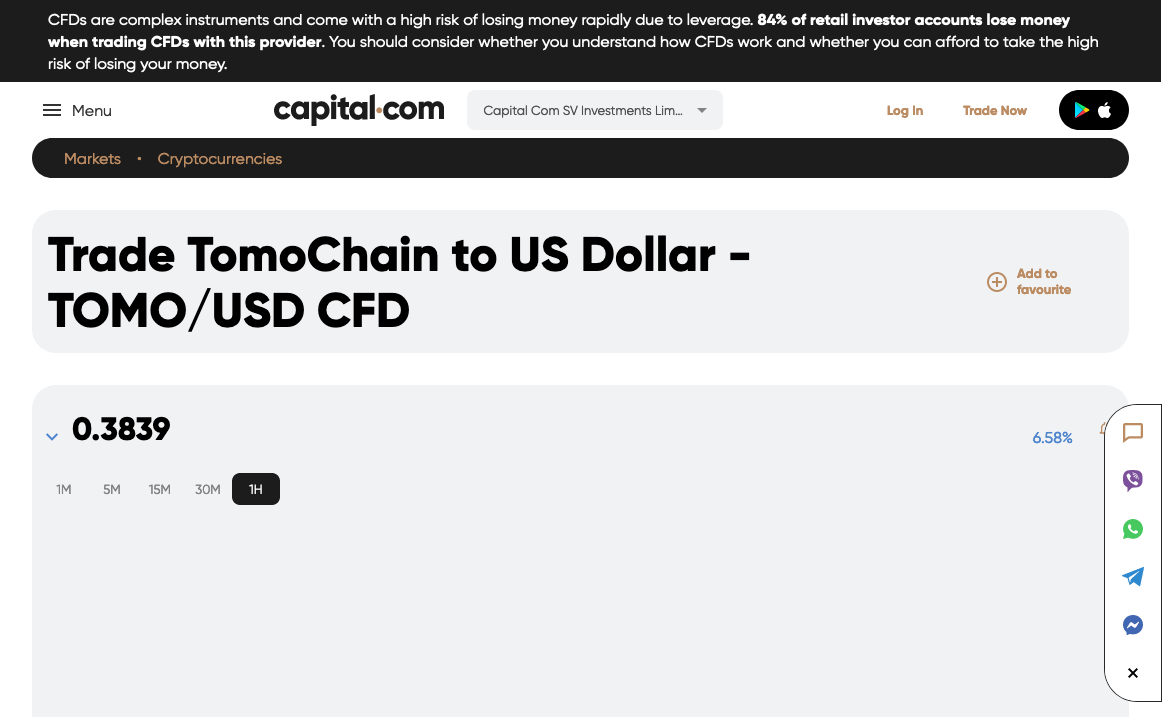 CFDs are complex instruments and come with a high risk of losing money rapidly due to leverage. 84% of retail investor accounts lose money
when trading CFDs with this provider. You should consider whether you understand how CFDs work and whether you can afford to take the high
risk of losing your money.
Menu
capital.com
Capital Com SV Investments Lim...
Log In
Trade Now
Markets • Cryptocurrencies
Trade TomoChain to US Dollar -
TOMO/USD CFD
Add to
favourite
0.3839
6.58%
1M 5M 15M 30M 1H